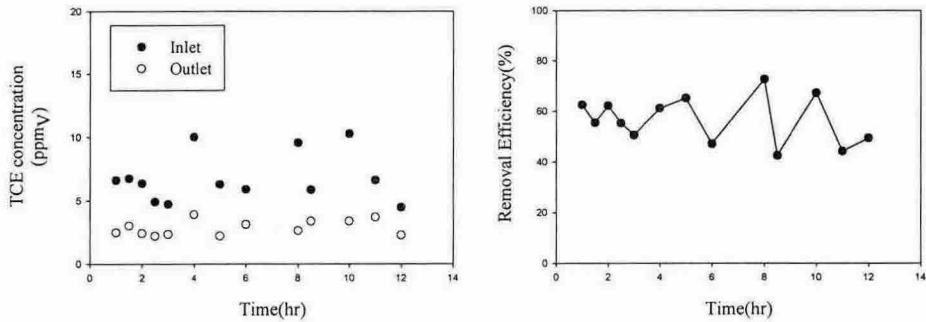 20
15
10
5
0
TCE concentration
(ppmv)
Inlet
Outlet
0 2 4 6 8 10 12 14
Time(hr)
100
80
60
40
20
0
Removal Efficiency(%)
0 2 4 6 8 10 12 14
Time(hr)